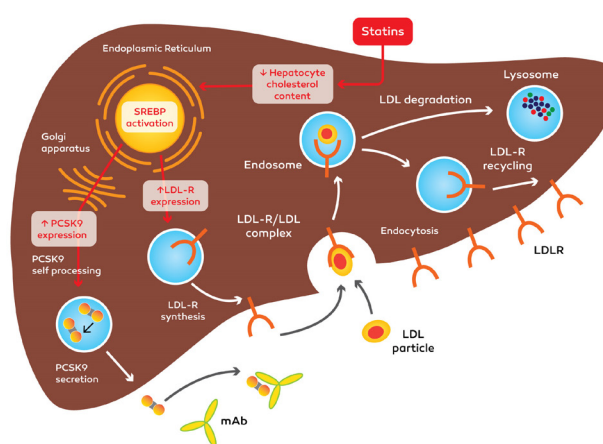 Statins
Endoplasmic Reticulum
↓ Hepatocyte
cholesterol
content
Lysosome
LDL degradation
SREBP
activation
Golgi
apparatus
Endosome
LDL-R
recycling
↑LDL-R
expression
↑ PCSK9
expression
LDL-R/LDL
complex
Endocytosis
LDLR
PCSK9
self processing
LDL-R
synthesis
LDL
particle
PCSK9
secretion
mAb